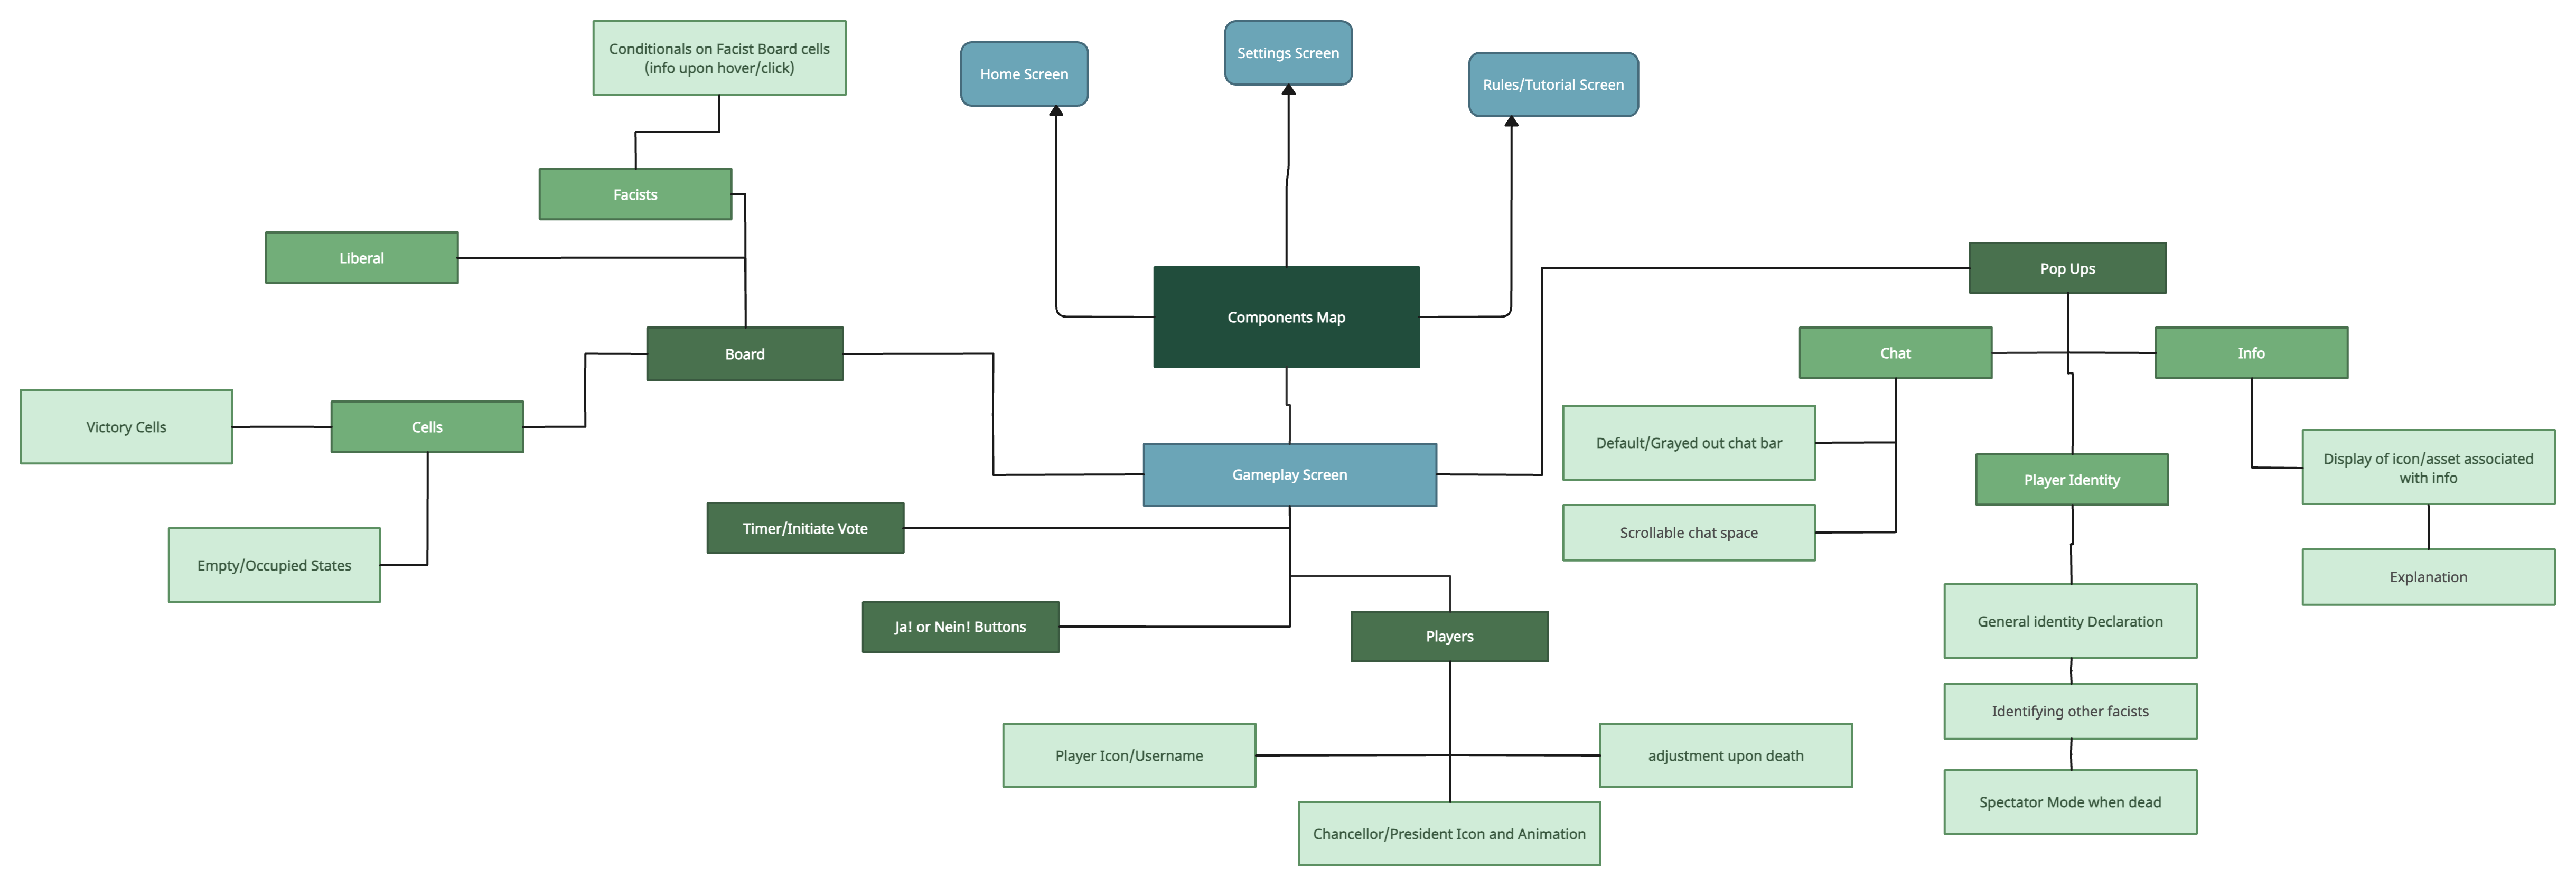 Conditionals on Facist Board cells
(info upon hover/click)
Home Screen
Settings Screen
Rules/Tutorial Screen
Facists
Liberal
Components Map
Pop Ups
Board
Chat
Info
Victory Cells
Cells
Default/Grayed out chat bar
Display of icon/asset associated
with info
Gameplay Screen
Player Identity
Timer/Initiate Vote
Scrollable chat space
Empty/Occupied States
Explanation
Ja! or Nein! Buttons
Players
General identity Declaration
Identifying other facists
Player Icon/Username
adjustment upon death
Spectator Mode when dead
Chancellor/President Icon and Animation